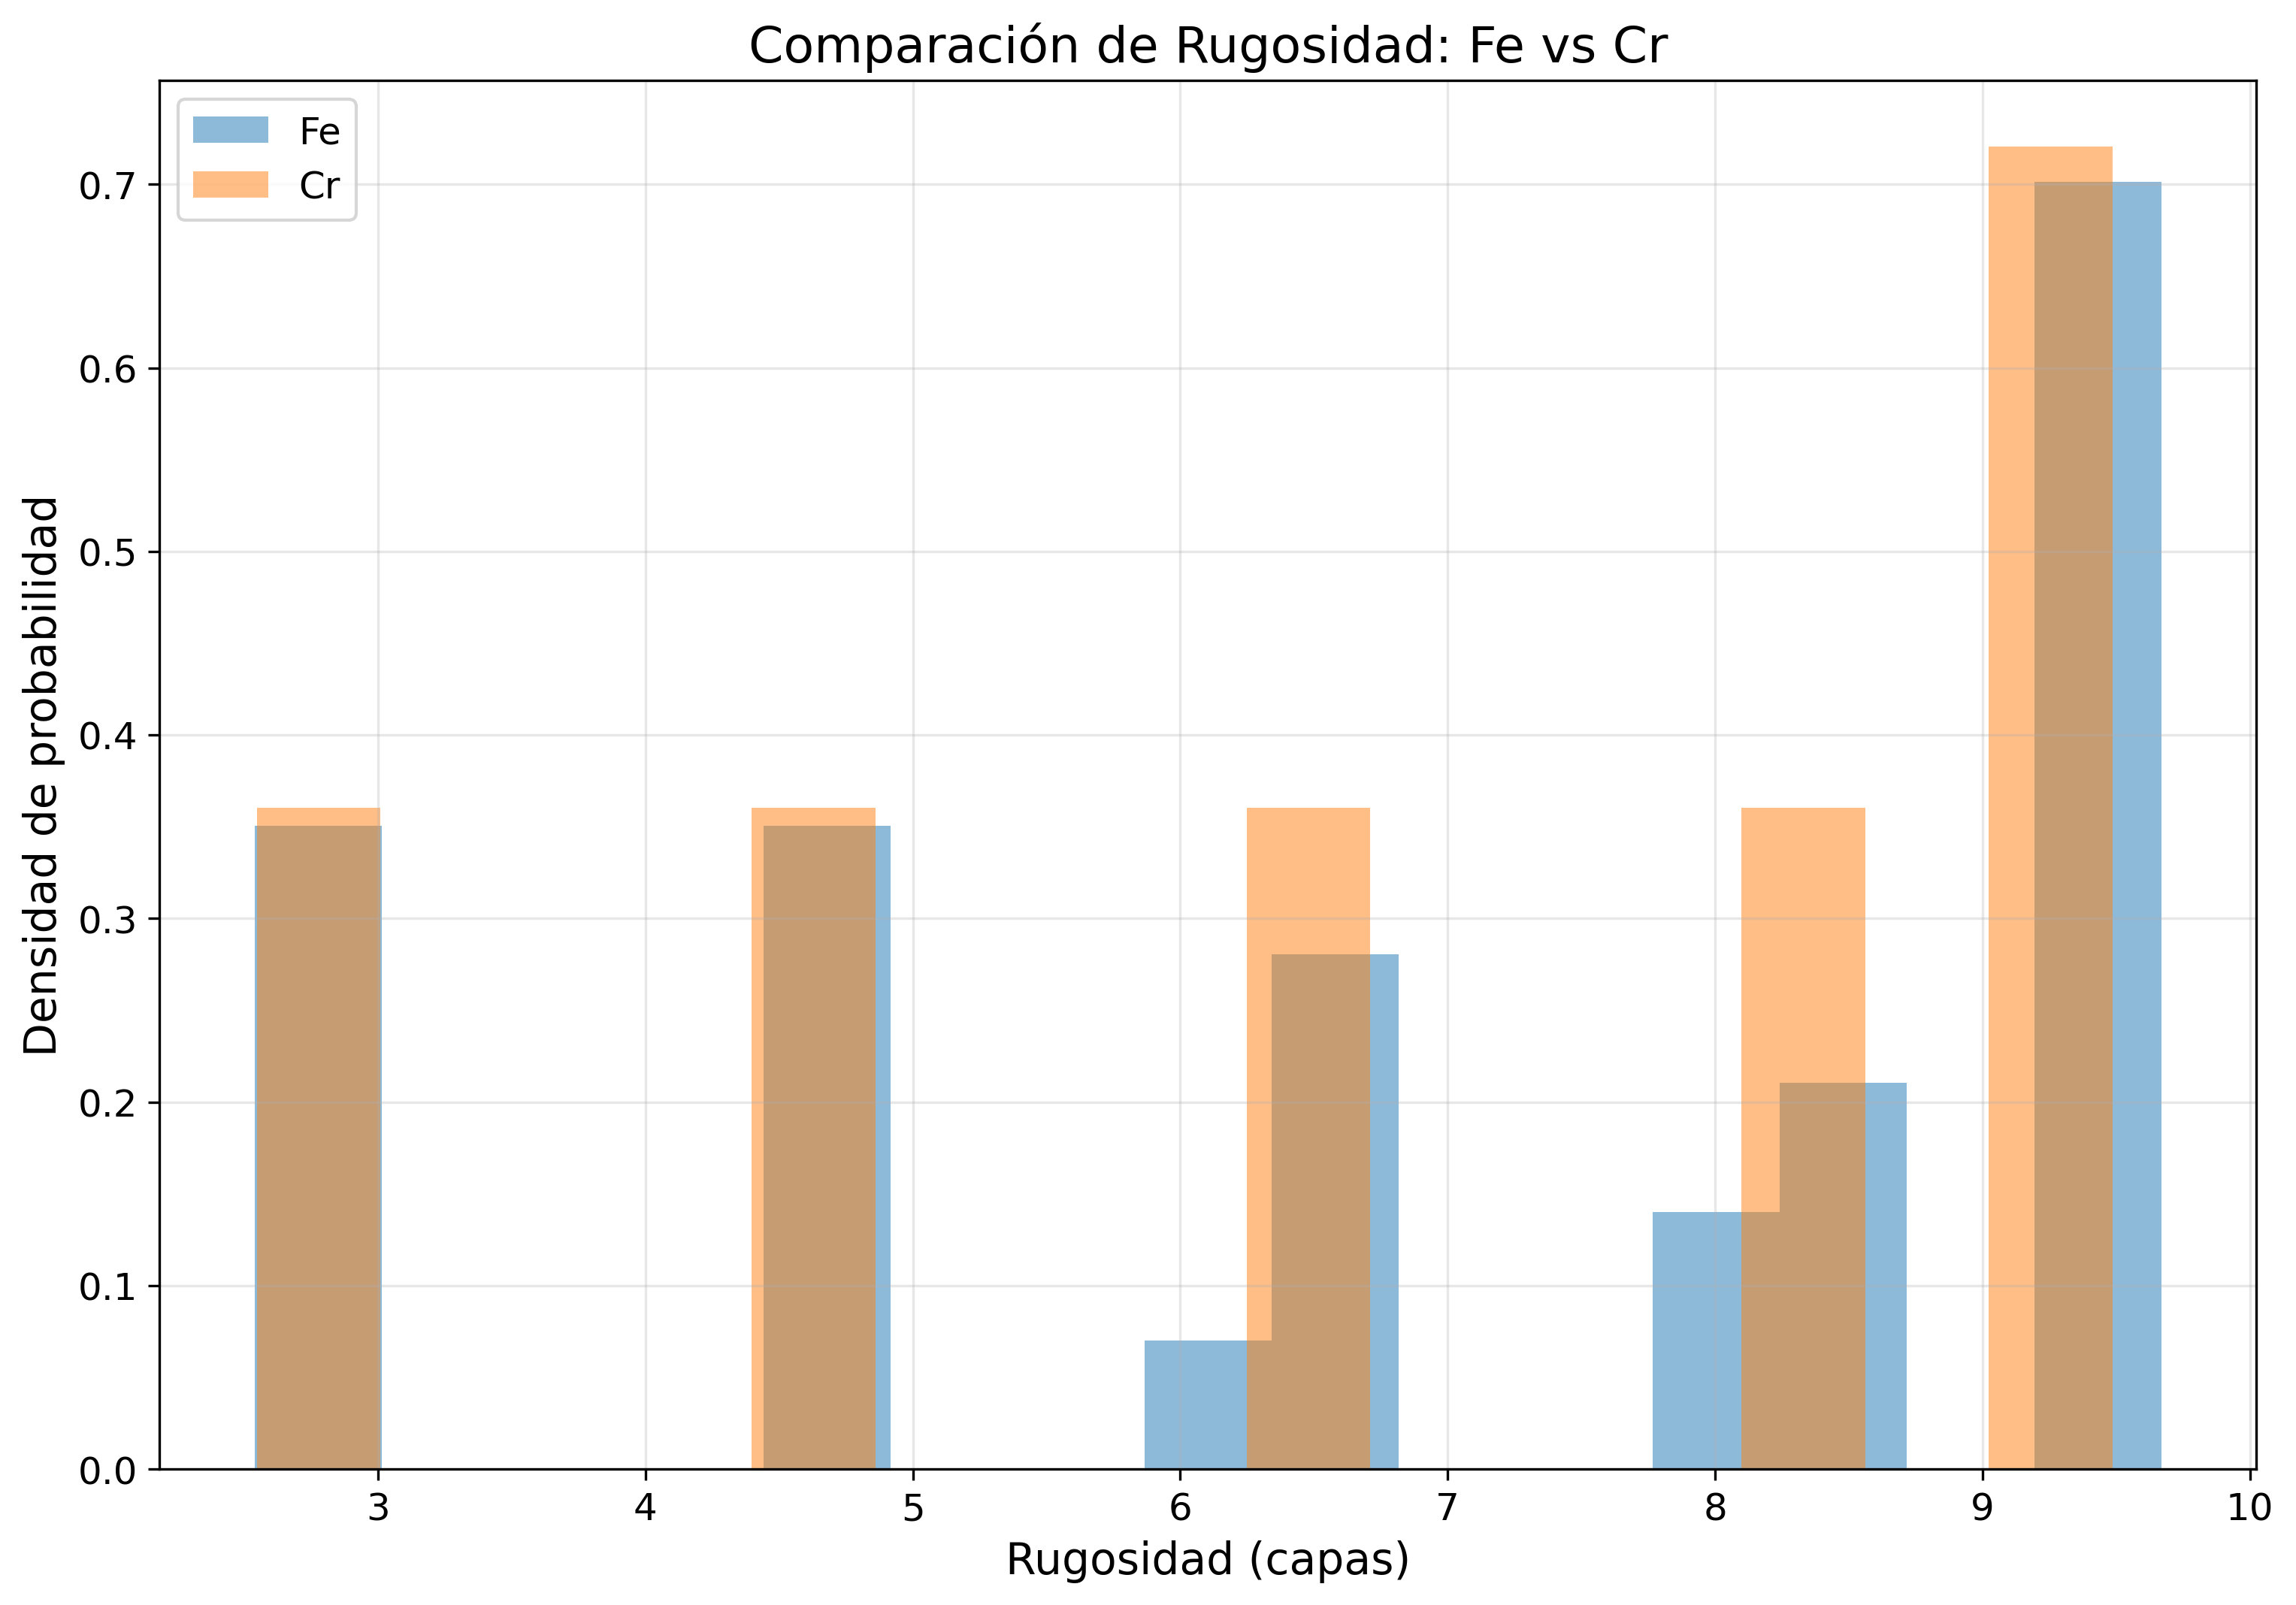 Comparación de Rugosidad: Fe vs Cr
Fe
Cr
0.7
0.6
0.5
0.4
0.3
0.2
0.1
0.0
Densidad de probabilidad
3 4 5 6 7 8 9 10
Rugosidad (capas)